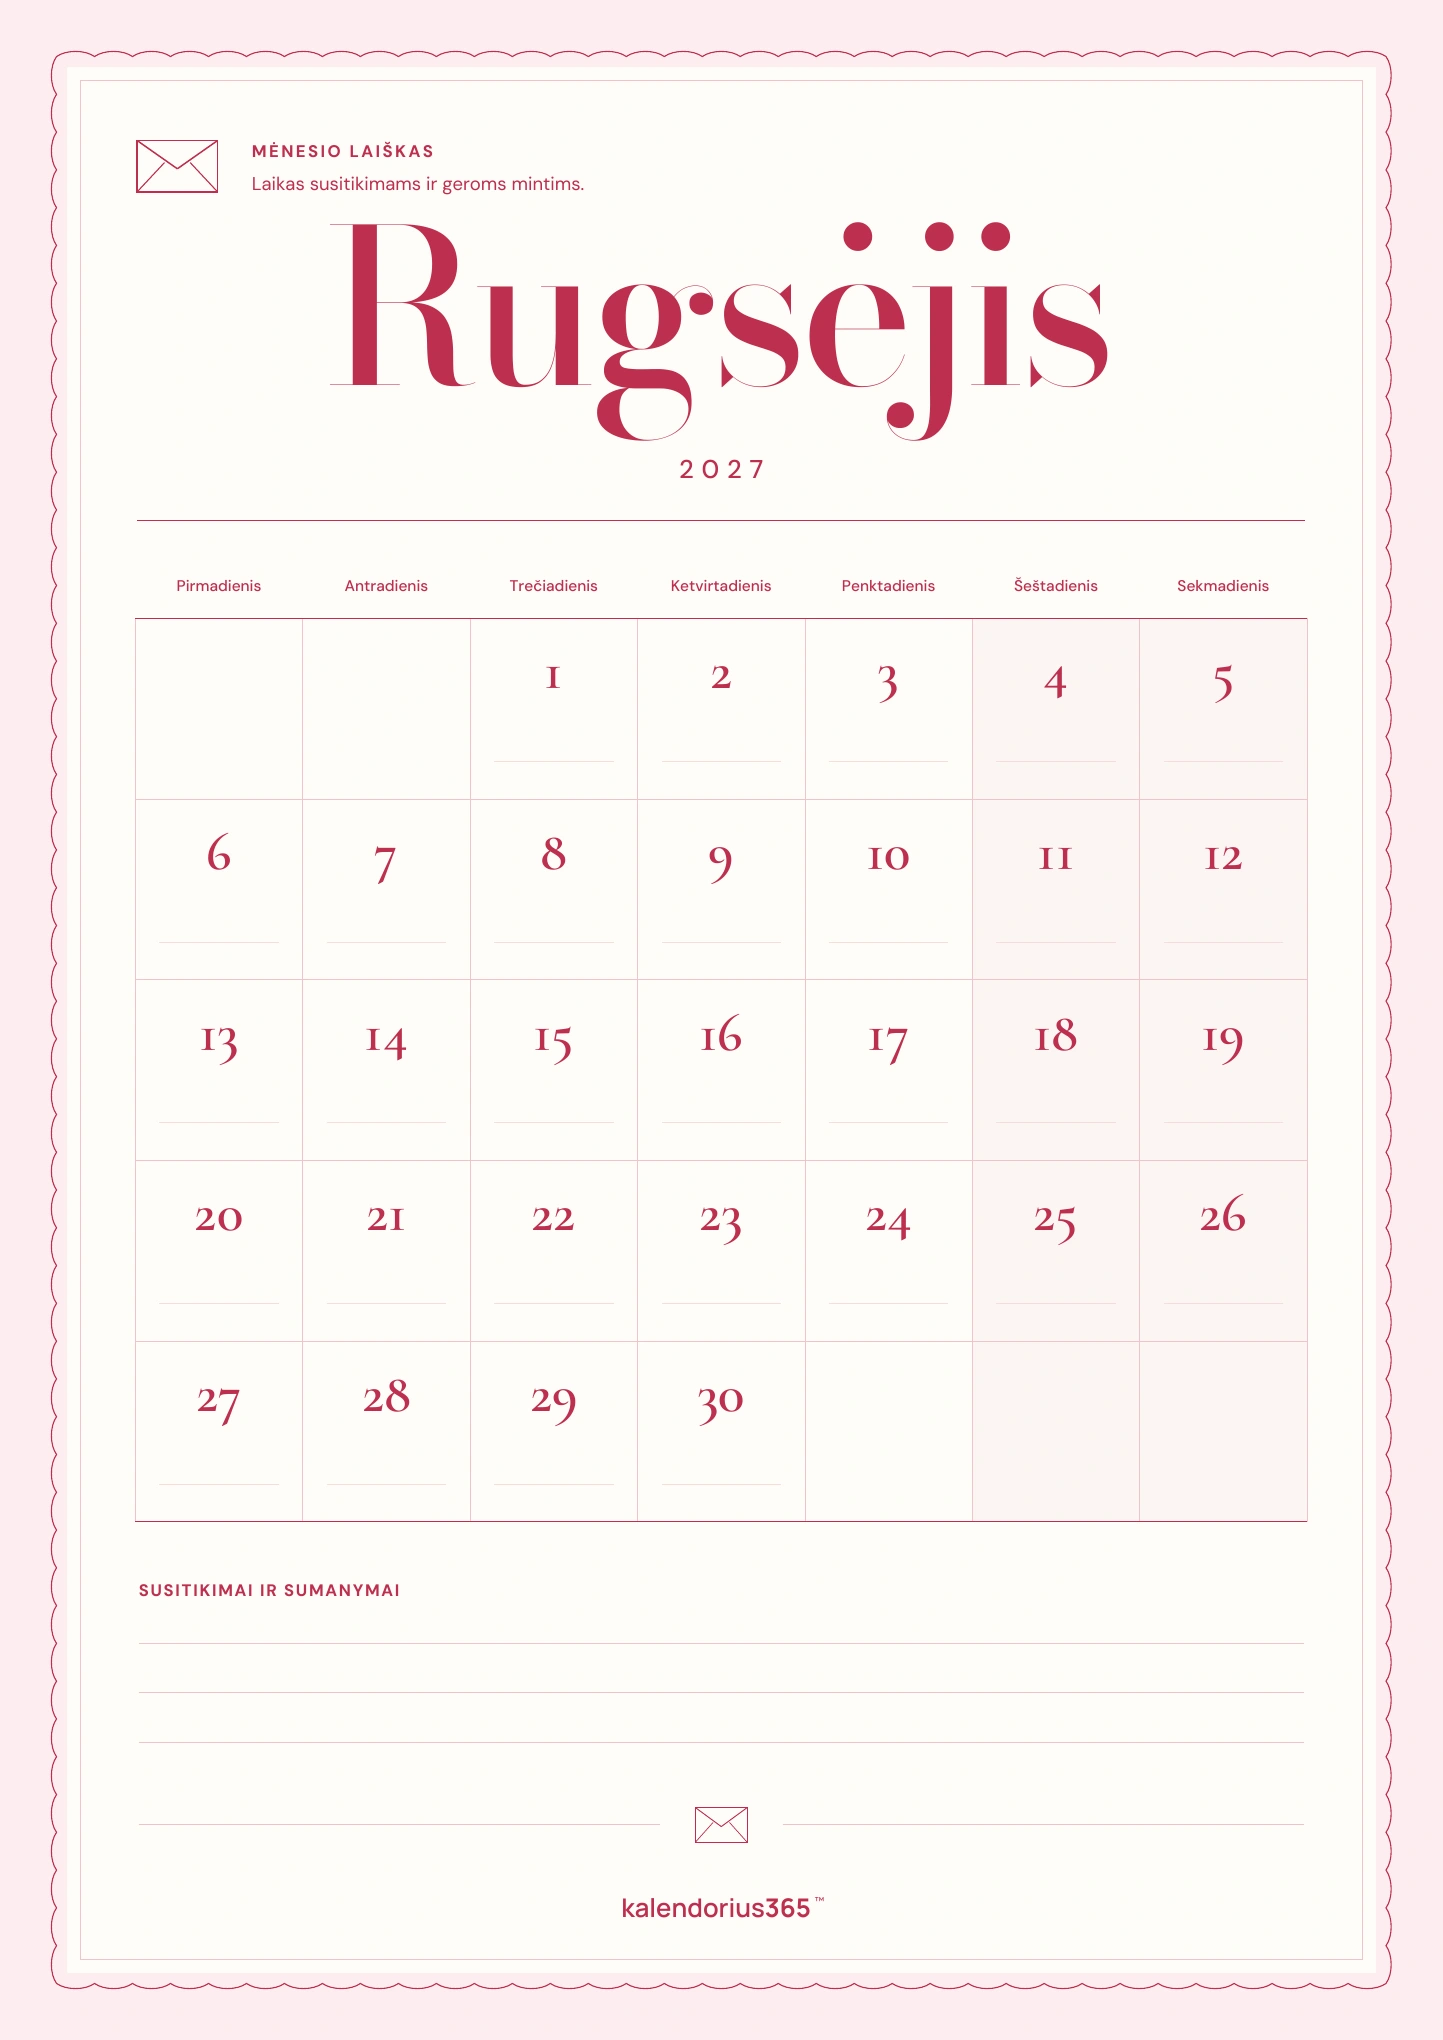 MĖNESIO LAIŠKAS
Laikas susitikimams ir geroms mintims.
Rugsėjis
2027
Pirmadienis Antradienis Trečiadienis Ketvirtadienis Penktadienis Šeštadienis Sekmadienis
1 2 3 4 5
6 7 8 9 10 11 12
13 14 15 16 17 18 19
20 21 22 23 24 25 26
27 28 29 30
SUSITIKIMAI IR SUMANYMAI
kalendorius365™